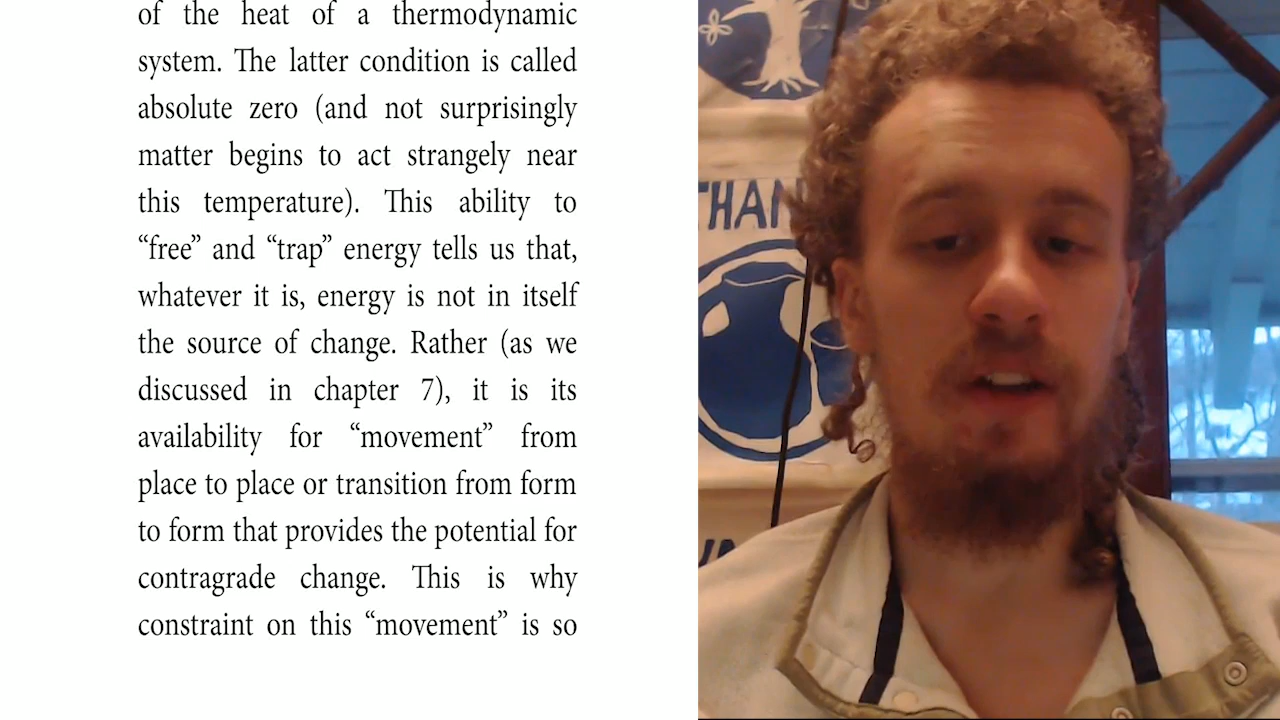 of the heat of a thermodynamic
system. The latter condition is called
absolute zero (and not surprisingly
matter begins to act strangely near
this temperature). This ability to
“free” and “trap” energy tells us that,
whatever it is, energy is not in itself
the source of change. Rather (as we
discussed in chapter 7), it is its
availability for “movement” from
place to place or transition from form
to form that provides the potential for
contragrade change. This is why
constraint on this “movement” is so